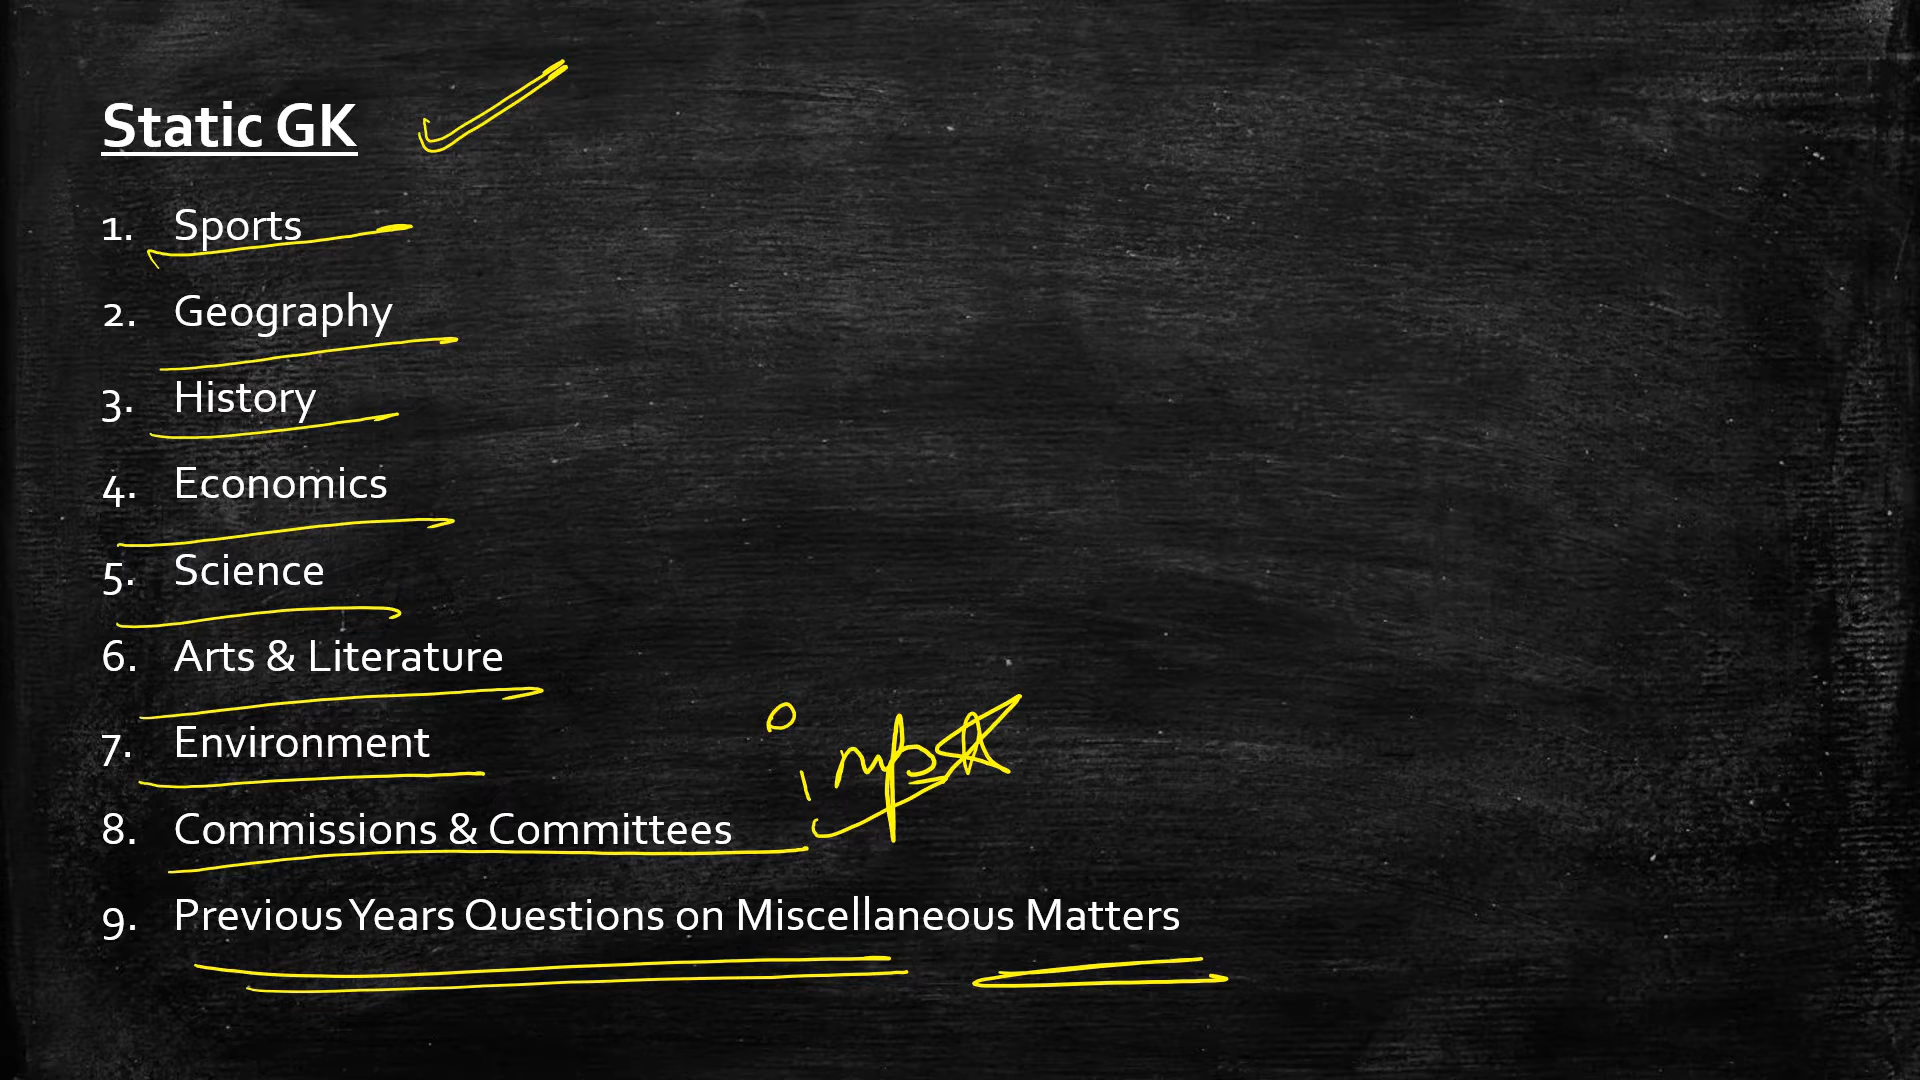 Static GK
1. Sports
2. Geography
3. History
4. Economics
5. Science
6. Arts & Literature
7. Environment
imp
8. Commissions & Committees
9. Previous Years Questions on Miscellaneous Matters